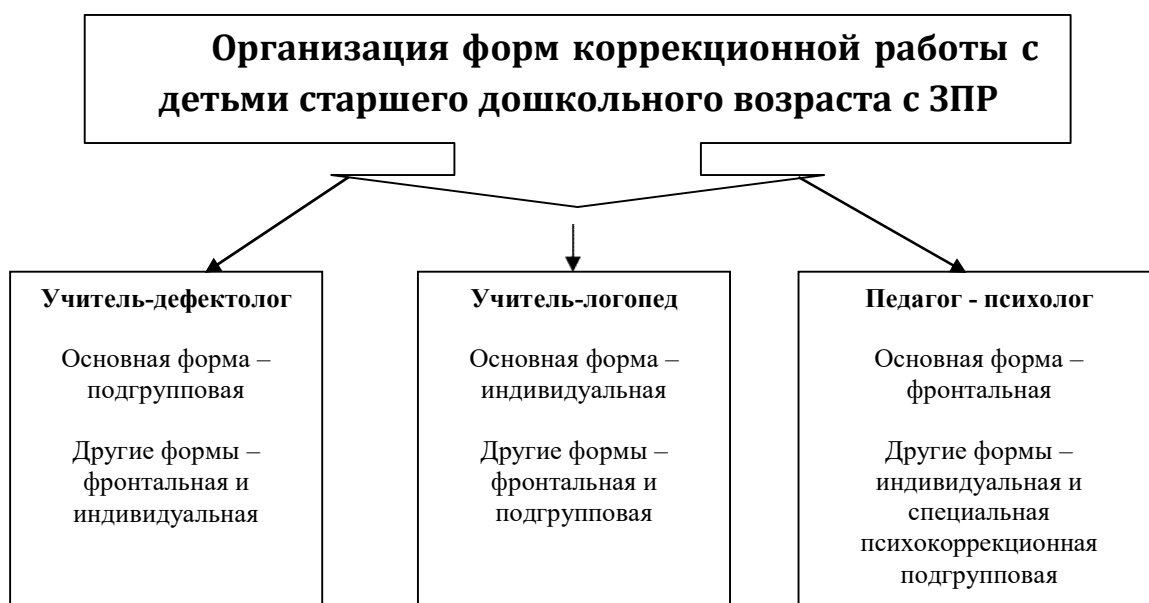 Организация форм коррекционной работы с
детьми старшего дошкольного возраста с ЗПР
Учитель-дефектолог
Основная форма –
подгрупповая
Другие формы –
фронтальная и
индивидуальная
Учитель-логопед
Основная форма –
индивидуальная
Другие формы –
фронтальная и
подгрупповая
Педагог - психолог
Основная форма –
фронтальная
Другие формы –
индивидуальная и
специальная
психокоррекционная
подгрупповая